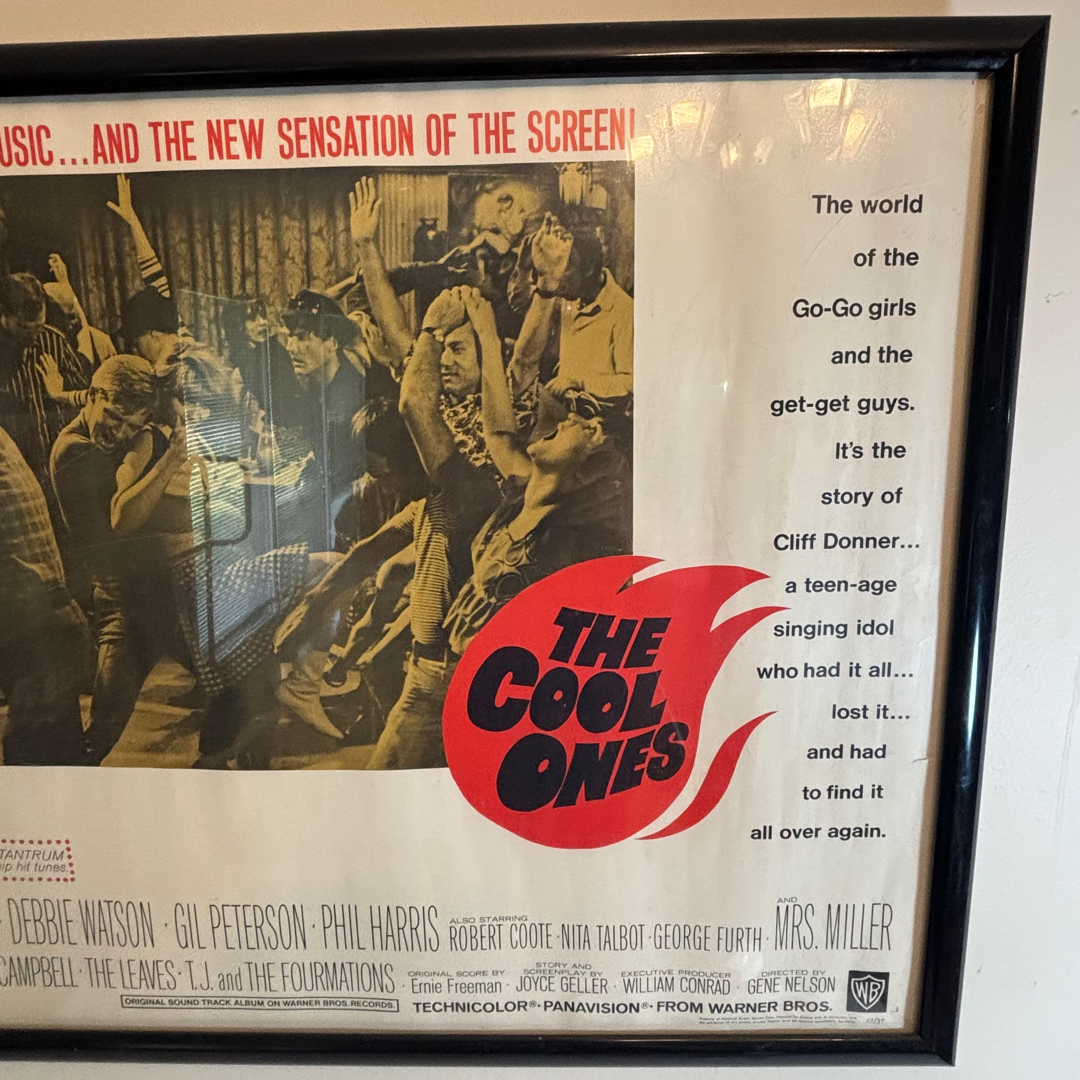 USIC...AND THE NEW SENSATION OF THE SCREEN!
The world
of the
Go-Go girls
and the
get-get guys.
It's the
story of
Cliff Donner...
a teen-age
singing idol
who had it all...
lost it...
and had
to find it
all over again.
THE
COOL
ONES
TANTRUM
hip hit tunes.
DEBBIE WATSON · GIL PETERSON · PHIL HARRIS ALSO STARRING ROBERT COOTE · NITA TALBOT · GEORGE FURTH · AND MRS. MILLER
CAMPBELL · THE LEAVES · T.J. and THE FOURMATIONS · ORIGINAL SCORE BY Ernie Freeman · STORY AND SCREENPLAY BY JOYCE GELLER · EXECUTIVE PRODUCER WILLIAM CONRAD · DIRECTED BY GENE NELSON
ORIGINAL SOUND TRACK ALBUM ON WARNER BROS. RECORDS. TECHNICOLOR® · PANAVISION® · FROM WARNER BROS.
WB